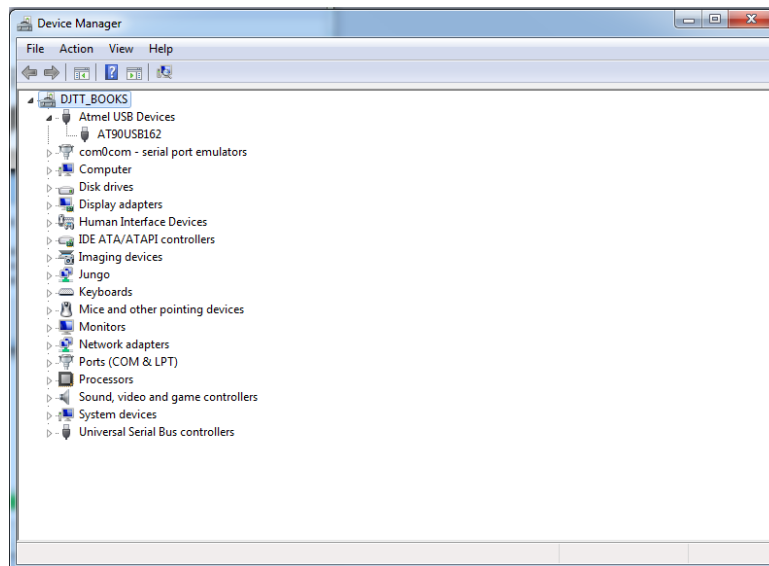 Device Manager
File Action View Help
DJTT_BOOKS
Atmel USB Devices
AT90USB162
com0com - serial port emulators
Computer
Disk drives
Display adapters
Human Interface Devices
IDE ATA/ATAPI controllers
Imaging devices
Jungo
Keyboards
Mice and other pointing devices
Monitors
Network adapters
Ports (COM & LPT)
Processors
Sound, video and game controllers
System devices
Universal Serial Bus controllers